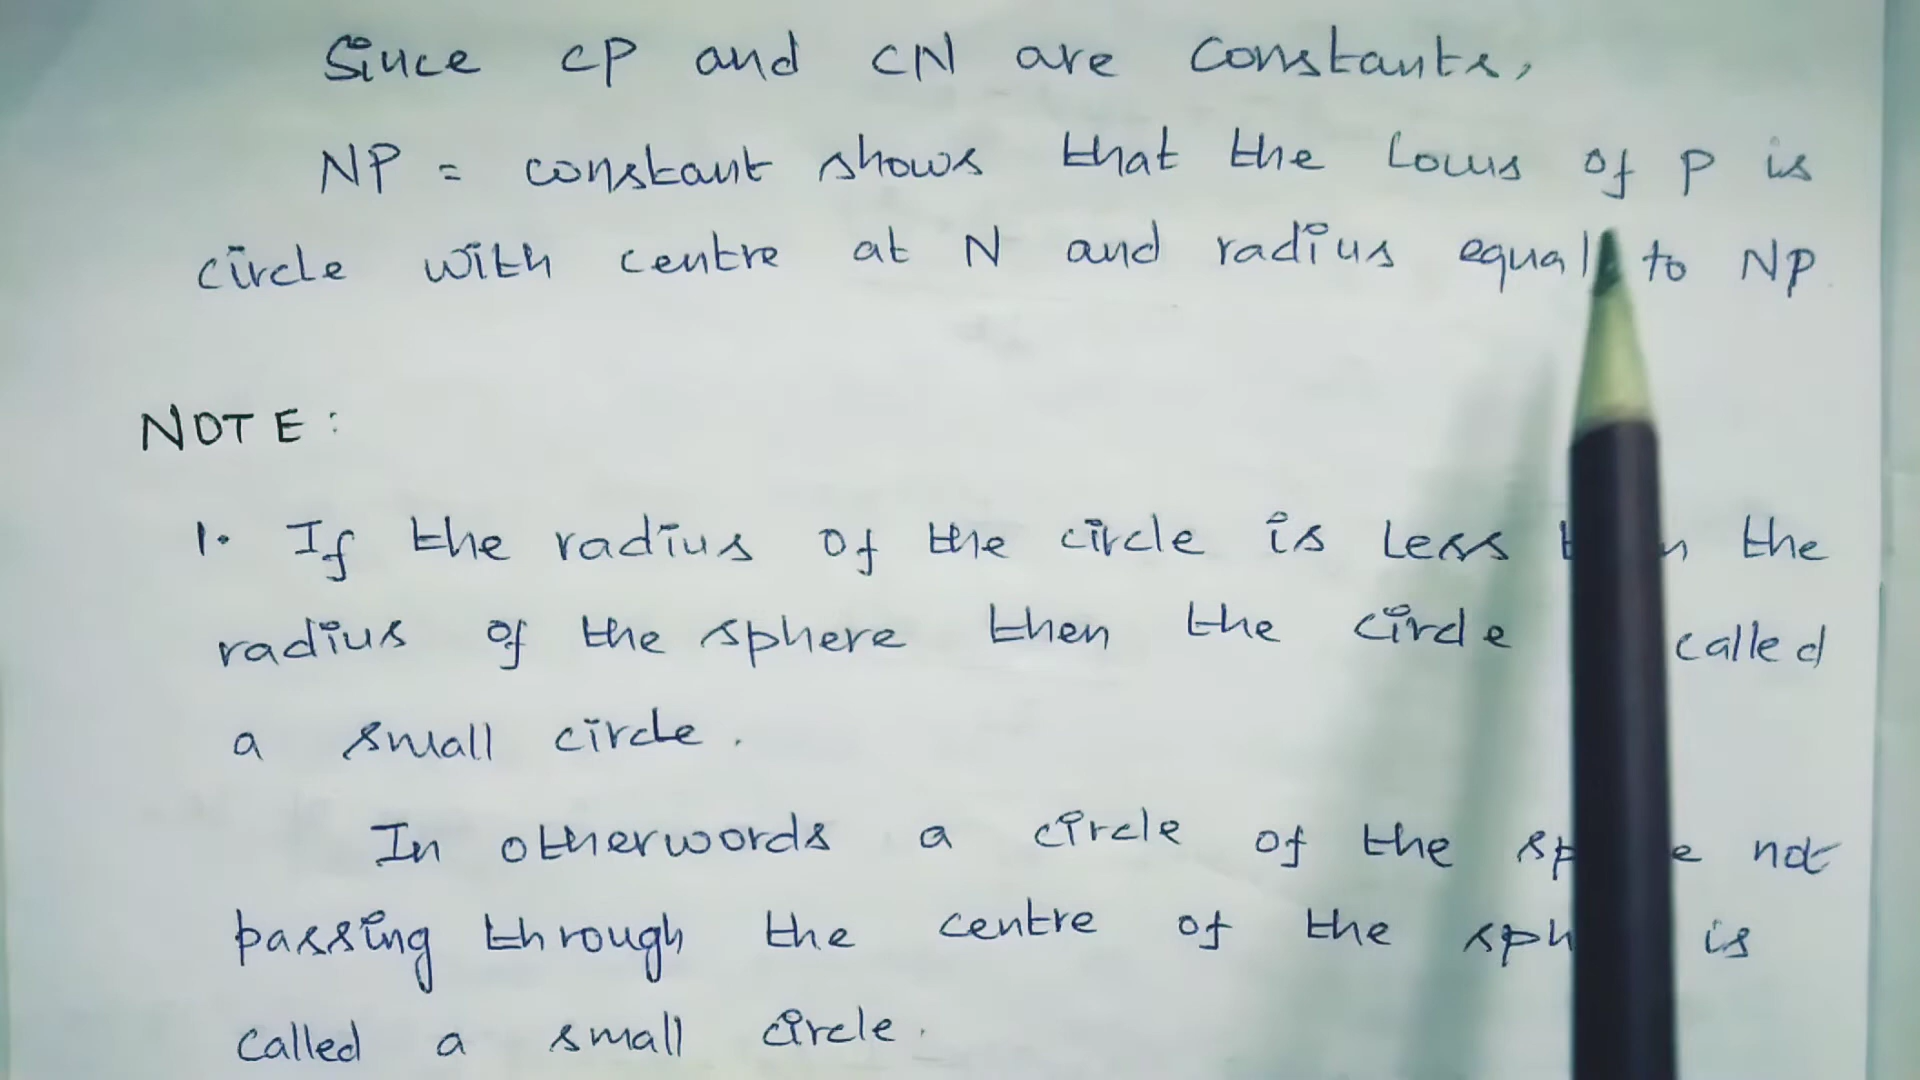 Since CP and CN are constants,
NP = constant shows that the Locus of P is
circle with centre at N and radius equal to NP
NOTE:
1. If the radius of the circle is Less the
radius of the sphere then the circle called
a small circle.
In otherwords a circle of the not
passing through the centre of the is
called a small circle.